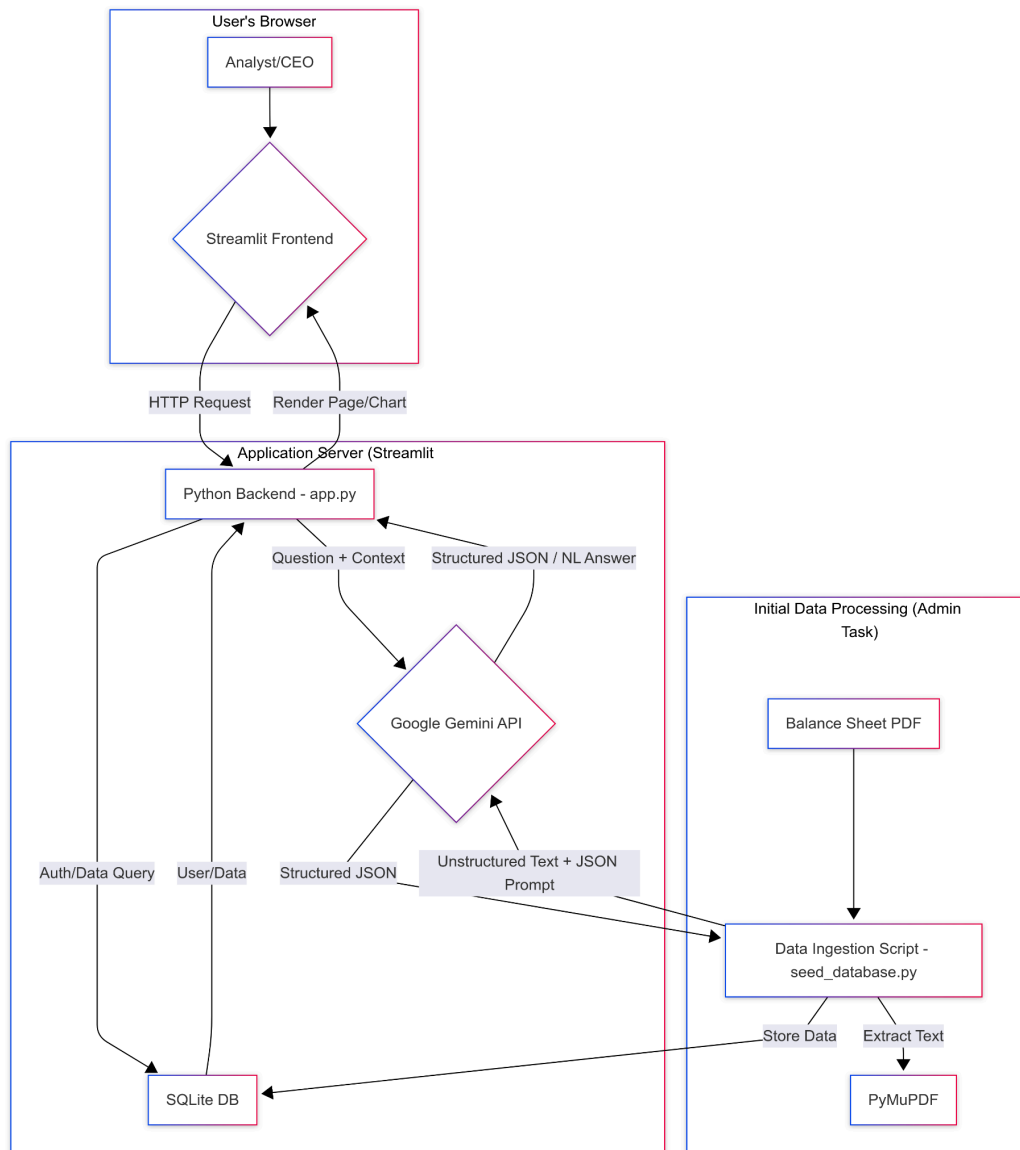 User's Browser
Analyst/CEO
Streamlit Frontend
HTTP Request
Render Page/Chart
Application Server (Streamlit
Python Backend - app.py
Question + Context
Structured JSON / NL Answer
Initial Data Processing (Admin
Task)
Google Gemini API
Balance Sheet PDF
Auth/Data Query
User/Data
Structured JSON
Unstructured Text + JSON
Prompt
Data Ingestion Script -
seed_database.py
Store Data
Extract Text
SQLite DB
PyMuPDF